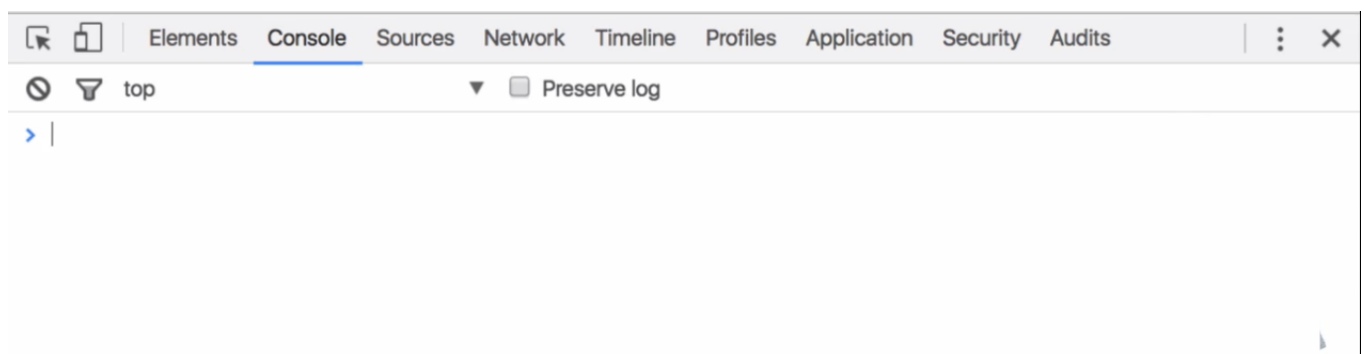 Elements Console Sources Network Timeline Profiles Application Security Audits
top Preserve log